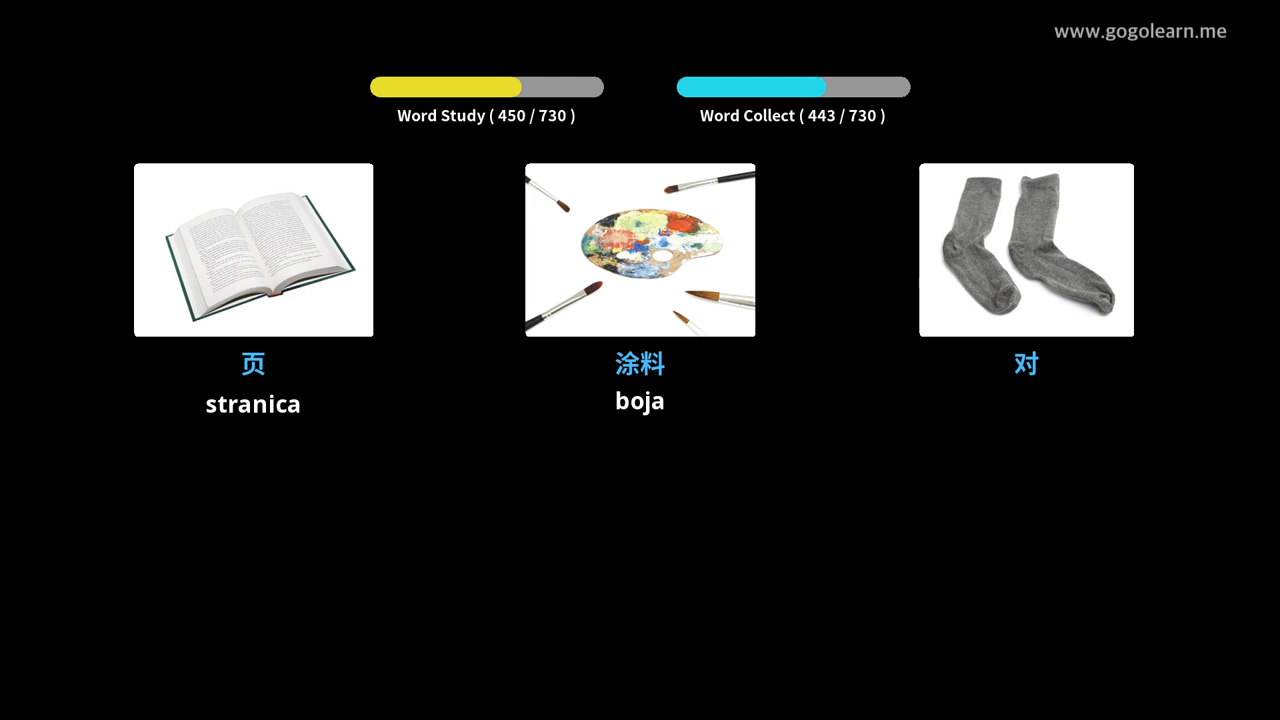 www.gogolearn.me
Word Study ( 450 / 730 )
Word Collect ( 443 / 730 )
页
stranica
涂料
boja
对